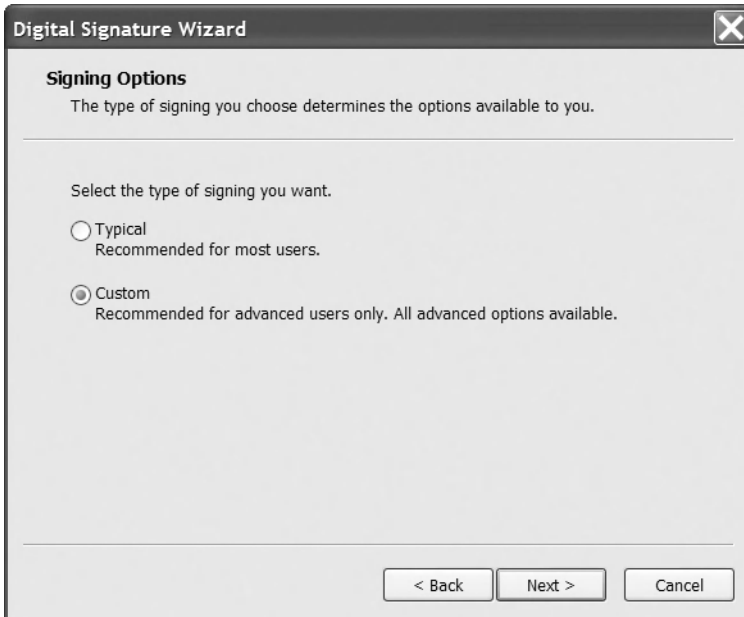 Digital Signature Wizard
Signing Options
The type of signing you choose determines the options available to you.
Select the type of signing you want.
Typical
Recommended for most users.
Custom
Recommended for advanced users only. All advanced options available.
< Back Next > Cancel